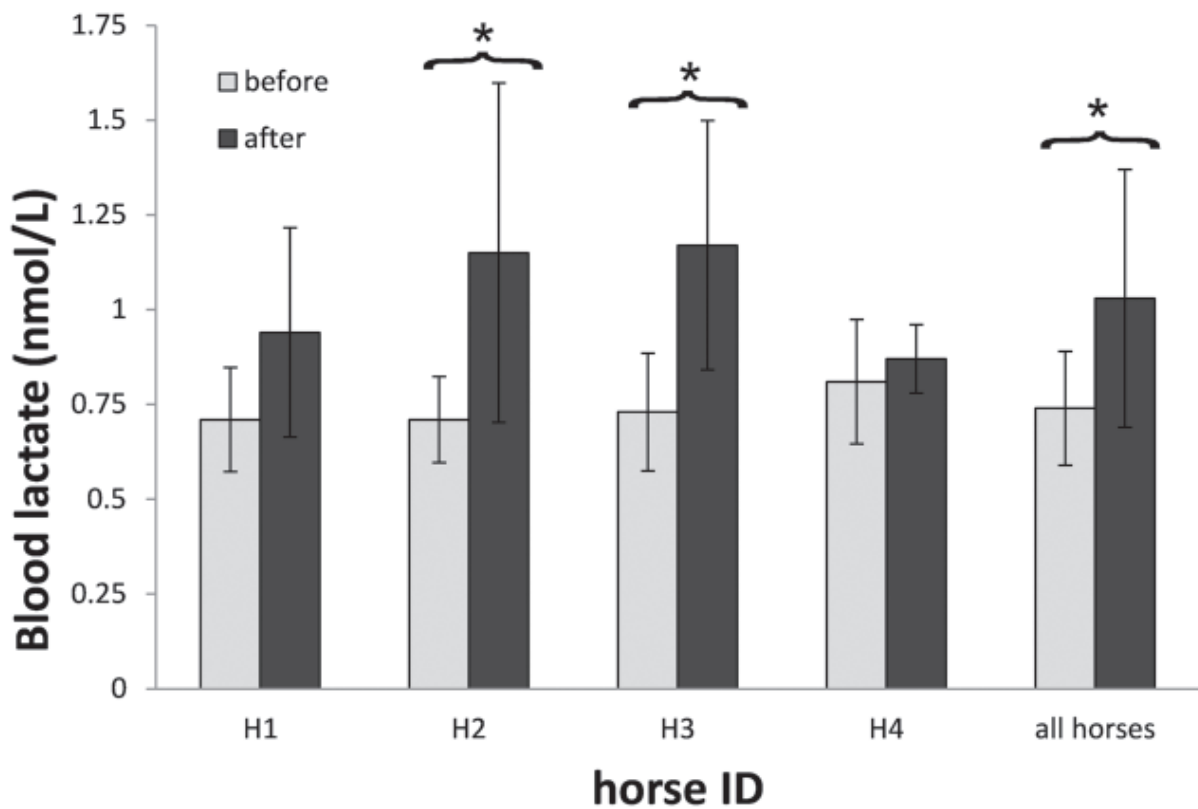 1.75
1.5
1.25
1
0.75
0.5
0.25
0
Blood lactate (nmol/L)
before
after
*
*
*
H1 H2 H3 H4 all horses
horse ID